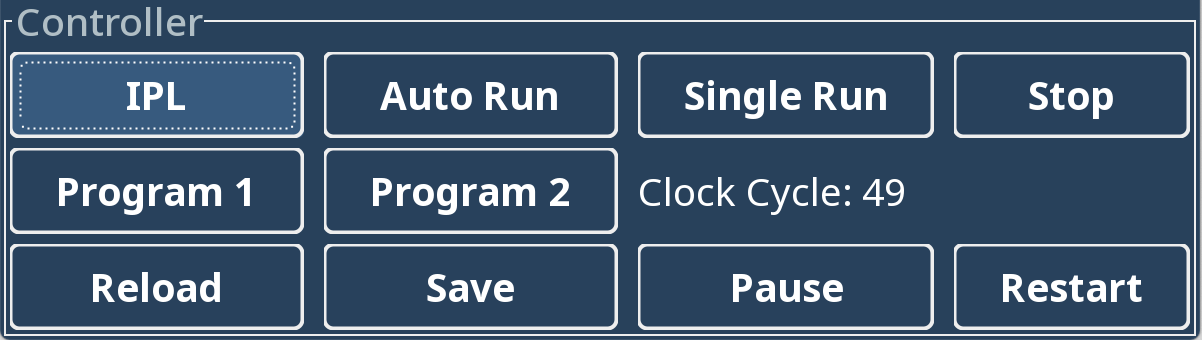 Controller
IPL Auto Run Single Run Stop
Program 1 Program 2 Clock Cycle: 49
Reload Save Pause Restart